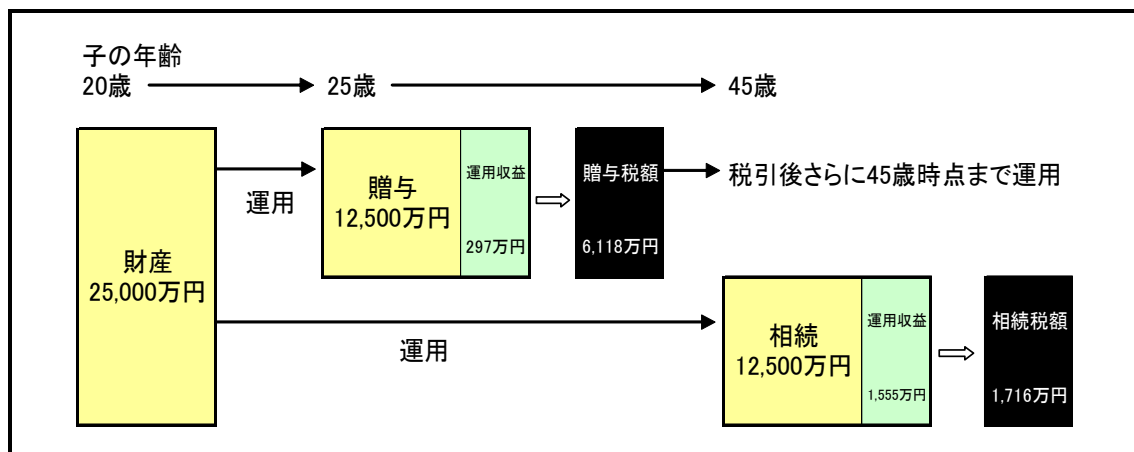 子の年齢
20歳
25歳
45歳
財産
25,000万円
運用
贈与
12,500万円
運用収益
297万円
贈与税額
6,118万円
税引後さらに45歳時点まで運用
運用
相続
12,500万円
運用収益
1,555万円
相続税額
1,716万円